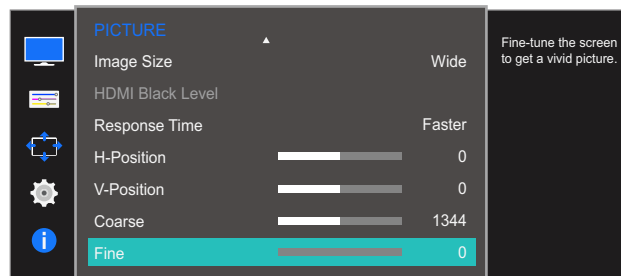 PICTURE
Image Size Wide
HDMI Black Level
Response Time Faster
H-Position 0
V-Position 0
Coarse 1344
Fine 0
Fine-tune the screen
to get a vivid picture.
i